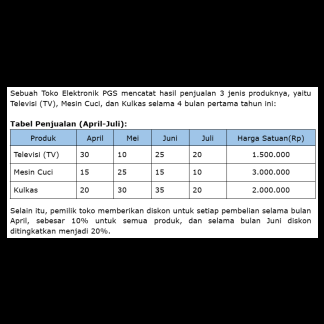 Sebuah Toko Elektronik PGS mencatat hasil penjualan 3 jenis produknya, yaitu
Televisi (TV), Mesin Cuci, dan Kulkas selama 4 bulan pertama tahun ini:
Tabel Penjualan (April-Juli):
Produk April Mei Juni Juli Harga Satuan(Rp)
Televisi (TV) 30 10 25 20 1.500.000
Mesin Cuci 15 25 15 10 3.000.000
Kulkas 20 30 35 20 2.000.000
Selain itu, pemilik toko memberikan diskon untuk setiap pembelian selama bulan
April, sebesar 10% untuk semua produk, dan selama bulan Juni diskon
ditingkatkan menjadi 20%.